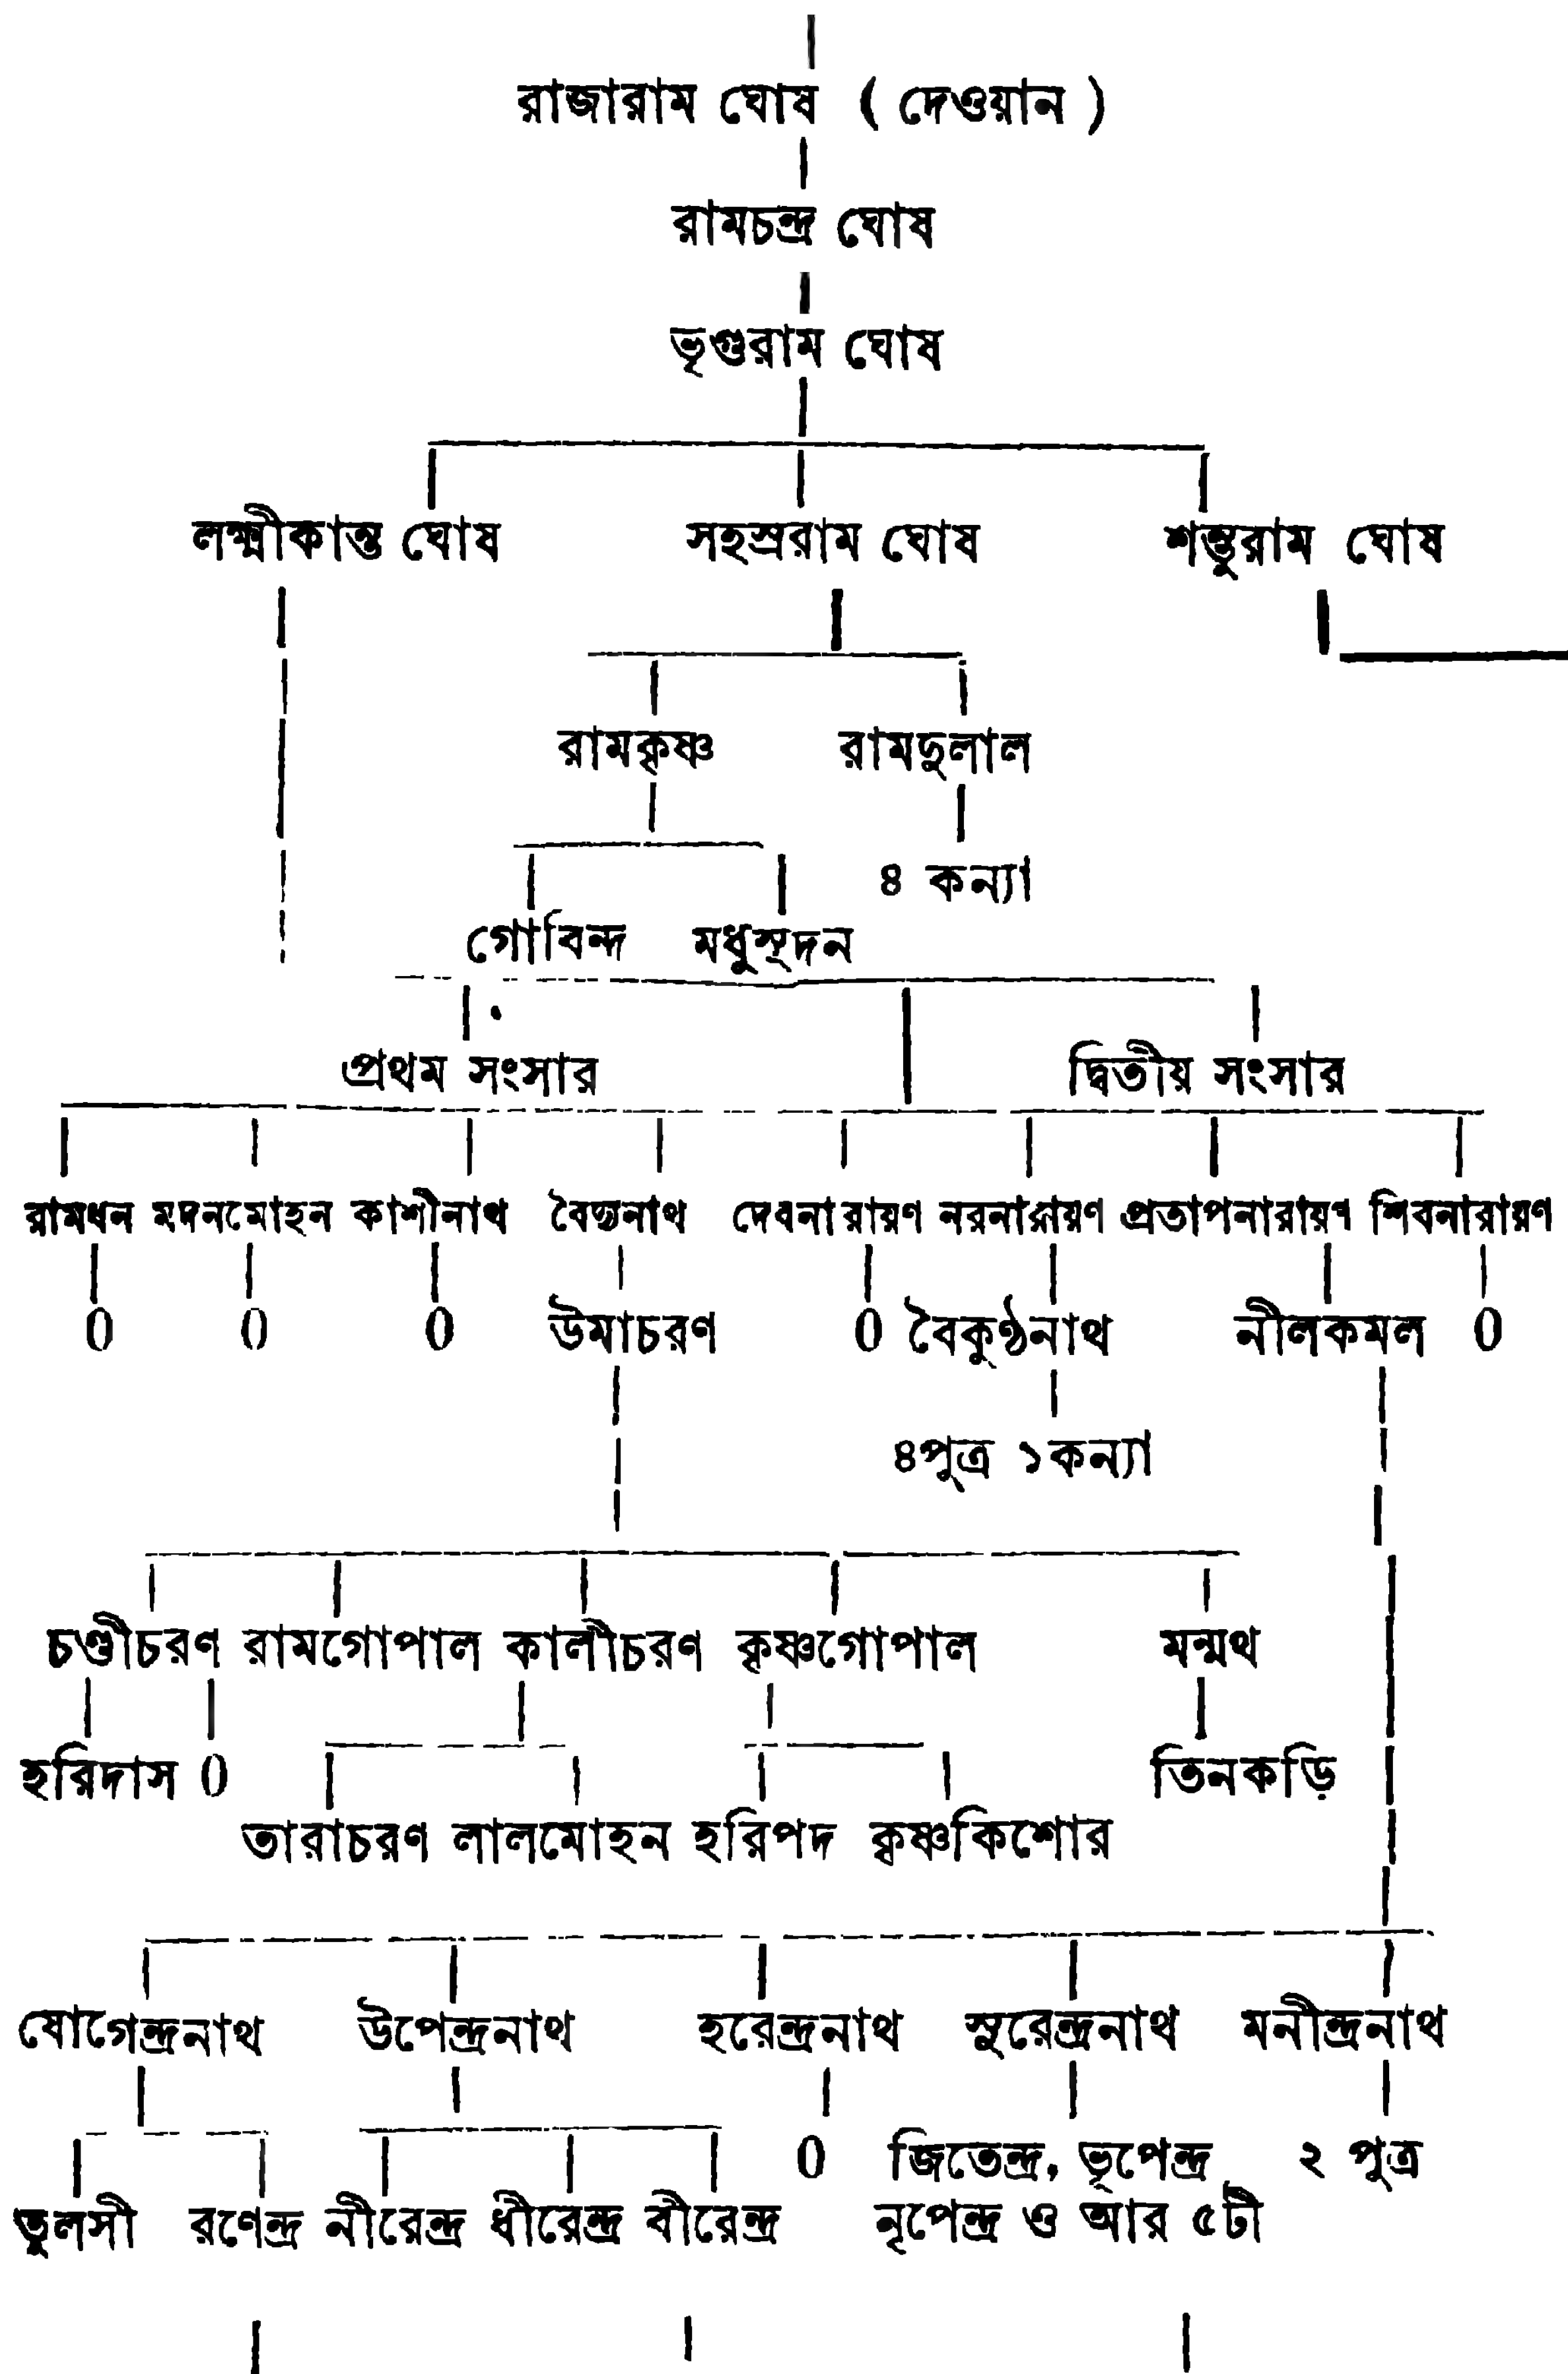 রাজারাম ঘোষ ( দেওয়ান )
রামচন্দ্র ঘোষ
ভৃগুরাম ঘোষ
লক্ষ্মীকান্ত ঘোষ সহস্ররাম ঘোষ শম্ভুরাম ঘোষ
রামকৃষ্ণ রামদুলাল
৪ কন্যা
গোবিন্দ মধুসূদন
প্রথম সংসার দ্বিতীয় সংসার
রামধন মদনমোহন কাশীনাথ বৈদ্যনাথ দেবনারায়ণ নরনারায়ণ প্রতাপনারায়ণ শিবনারায়ণ
0 0 0 উমাচরণ 0 বৈকুণ্ঠনাথ নীলকমল 0
৪পুত্র ১কন্যা
চণ্ডীচরণ রামগোপাল কালীচরণ কৃষ্ণগোপাল মন্মথ
হরিদাস 0 তিনকড়ি
তারাচরণ লালমোহন হরিপদ কৃষ্ণকিশোর
যোগেন্দ্রনাথ উপেন্দ্রনাথ হরেন্দ্রনাথ সুরেন্দ্রনাথ মনীন্দ্রনাথ
0 জিতেন্দ্র, ভূপেন্দ্র ২ পুত্র
তুলসী রণেন্দ্র নীরেন্দ্র ধীরেন্দ্র বীরেন্দ্র নৃপেন্দ্র ও আর ৫টী